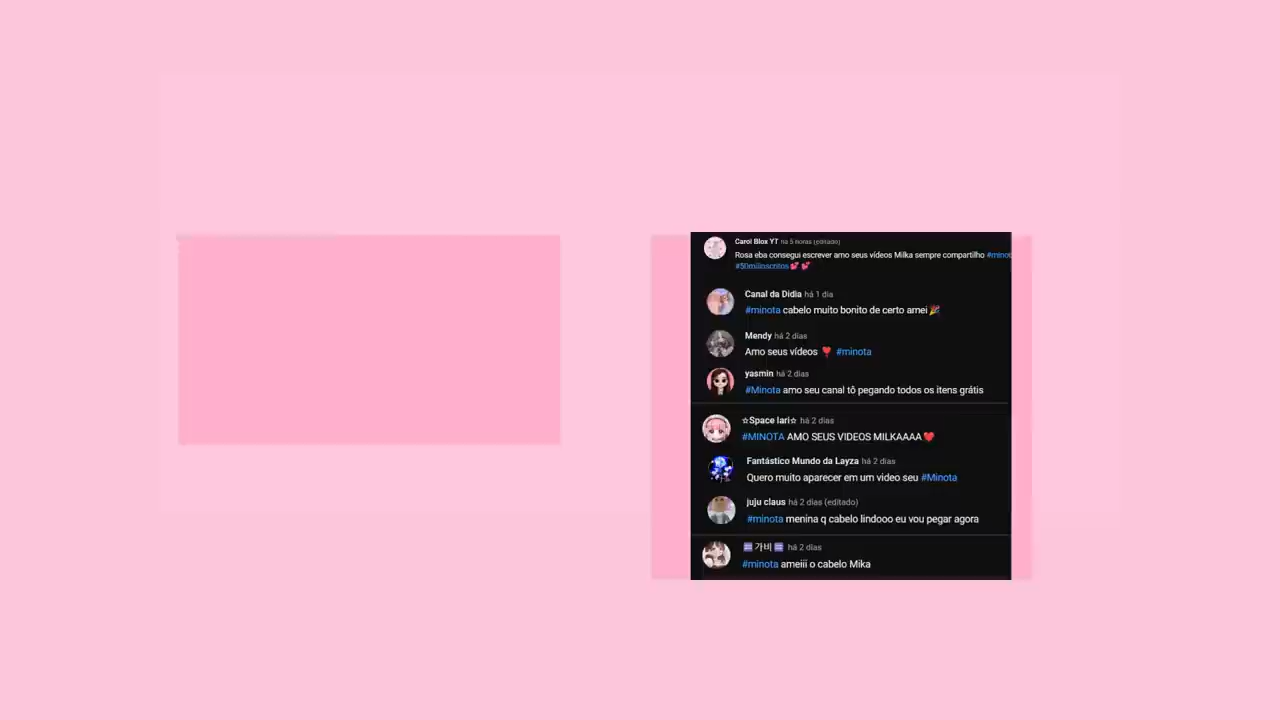 Carol Blox YT há 5 horas (editado)
Rosa eba consegui escrever amo seus vídeos Milka sempre compartilho #minot
#50milinscritos💕 💕
Canal da Didia há 1 dia
#minota cabelo muito bonito de certo amei🎉
Mendy há 2 dias
Amo seus vídeos ❣️ #minota
yasmin há 2 dias
#Minota amo seu canal tô pegando todos os itens grátis
☆Space lari☆ há 2 dias
#MINOTA AMO SEUS VIDEOS MILKAAAA❤️
Fantástico Mundo da Layza há 2 dias
Quero muito aparecer em um video seu #Minota
juju claus há 2 dias (editado)
#minota menina q cabelo lindooo eu vou pegar agora
가비 há 2 dias
#minota ameiii o cabelo Mika